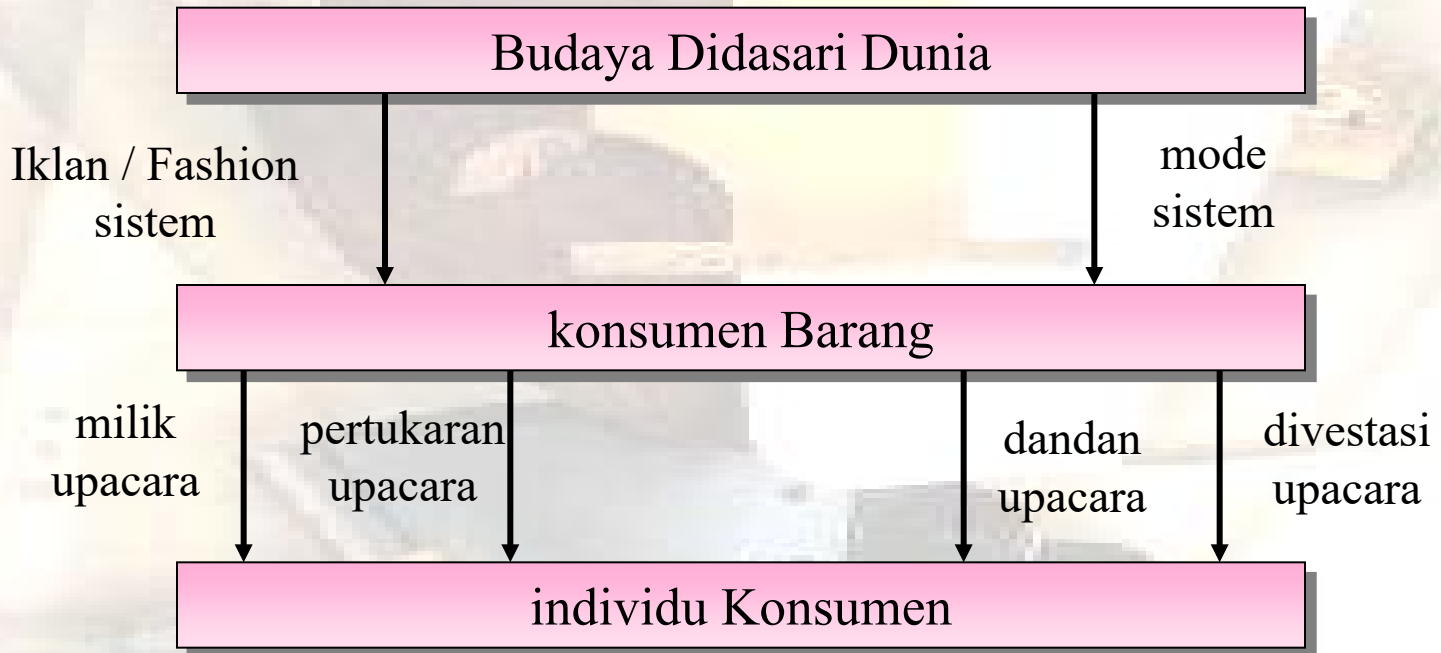 Budaya Didasari Dunia
Iklan / Fashion
sistem
mode
sistem
konsumen Barang
milik
upacara
pertukaran
upacara
dandan
upacara
divestasi
upacara
individu Konsumen